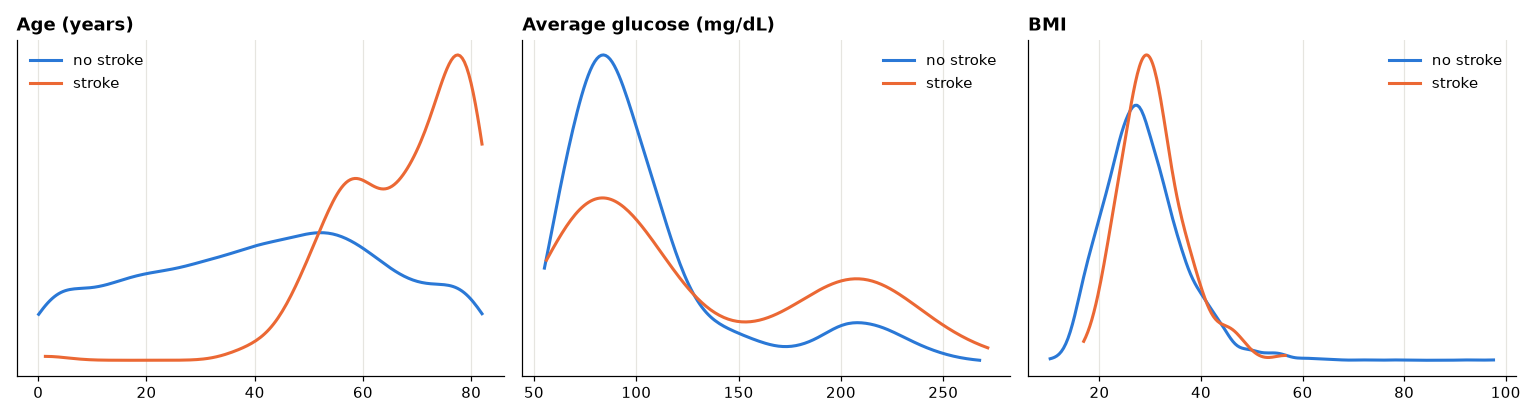 Age (years)
no stroke
stroke
0 20 40 60 80
Average glucose (mg/dL)
no stroke
stroke
50 100 150 200 250
BMI
no stroke
stroke
20 40 60 80 100